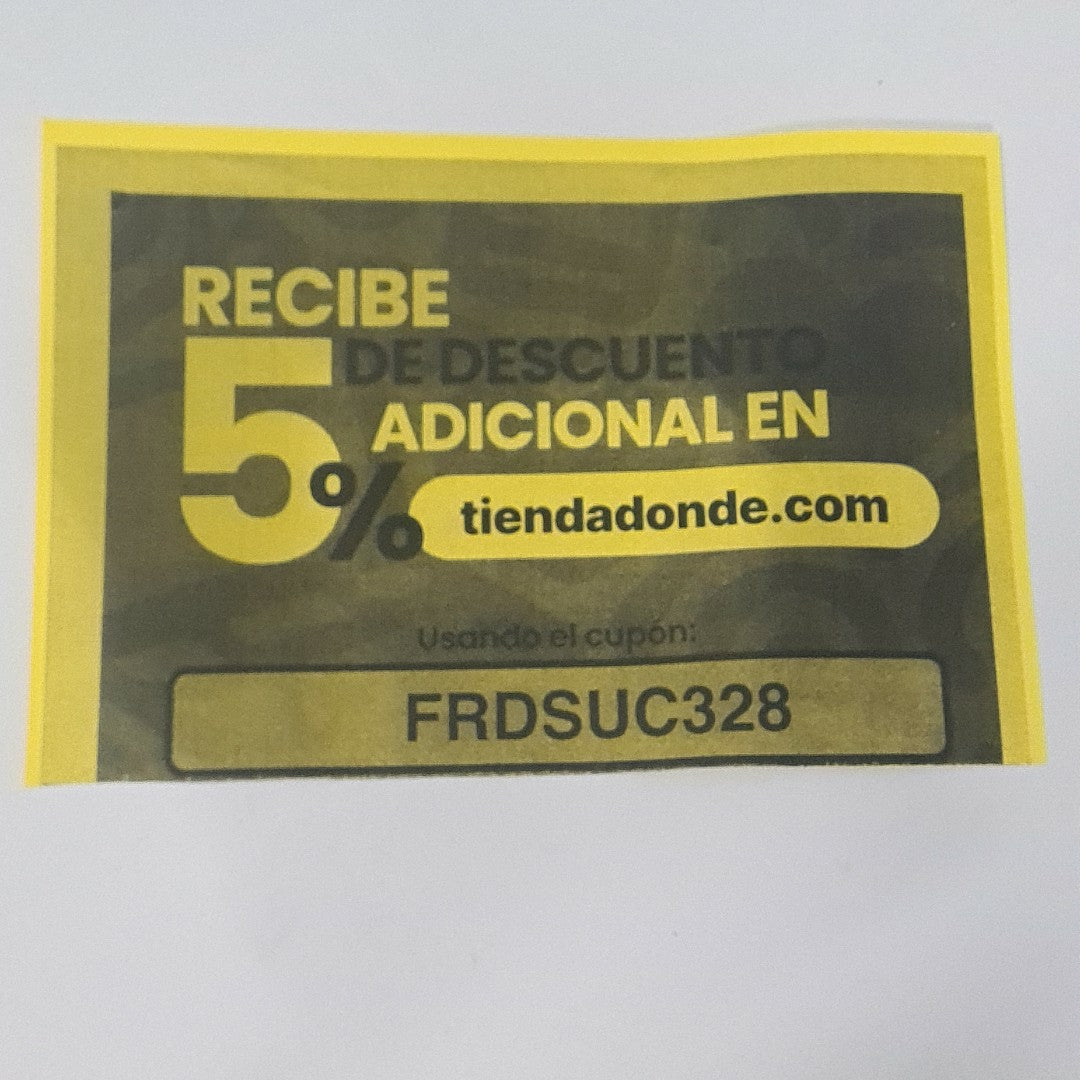 RECIBE
5% DE DESCUENTO
ADICIONAL EN
tiendadonde.com
Usando el cupón:
FRDSUC328